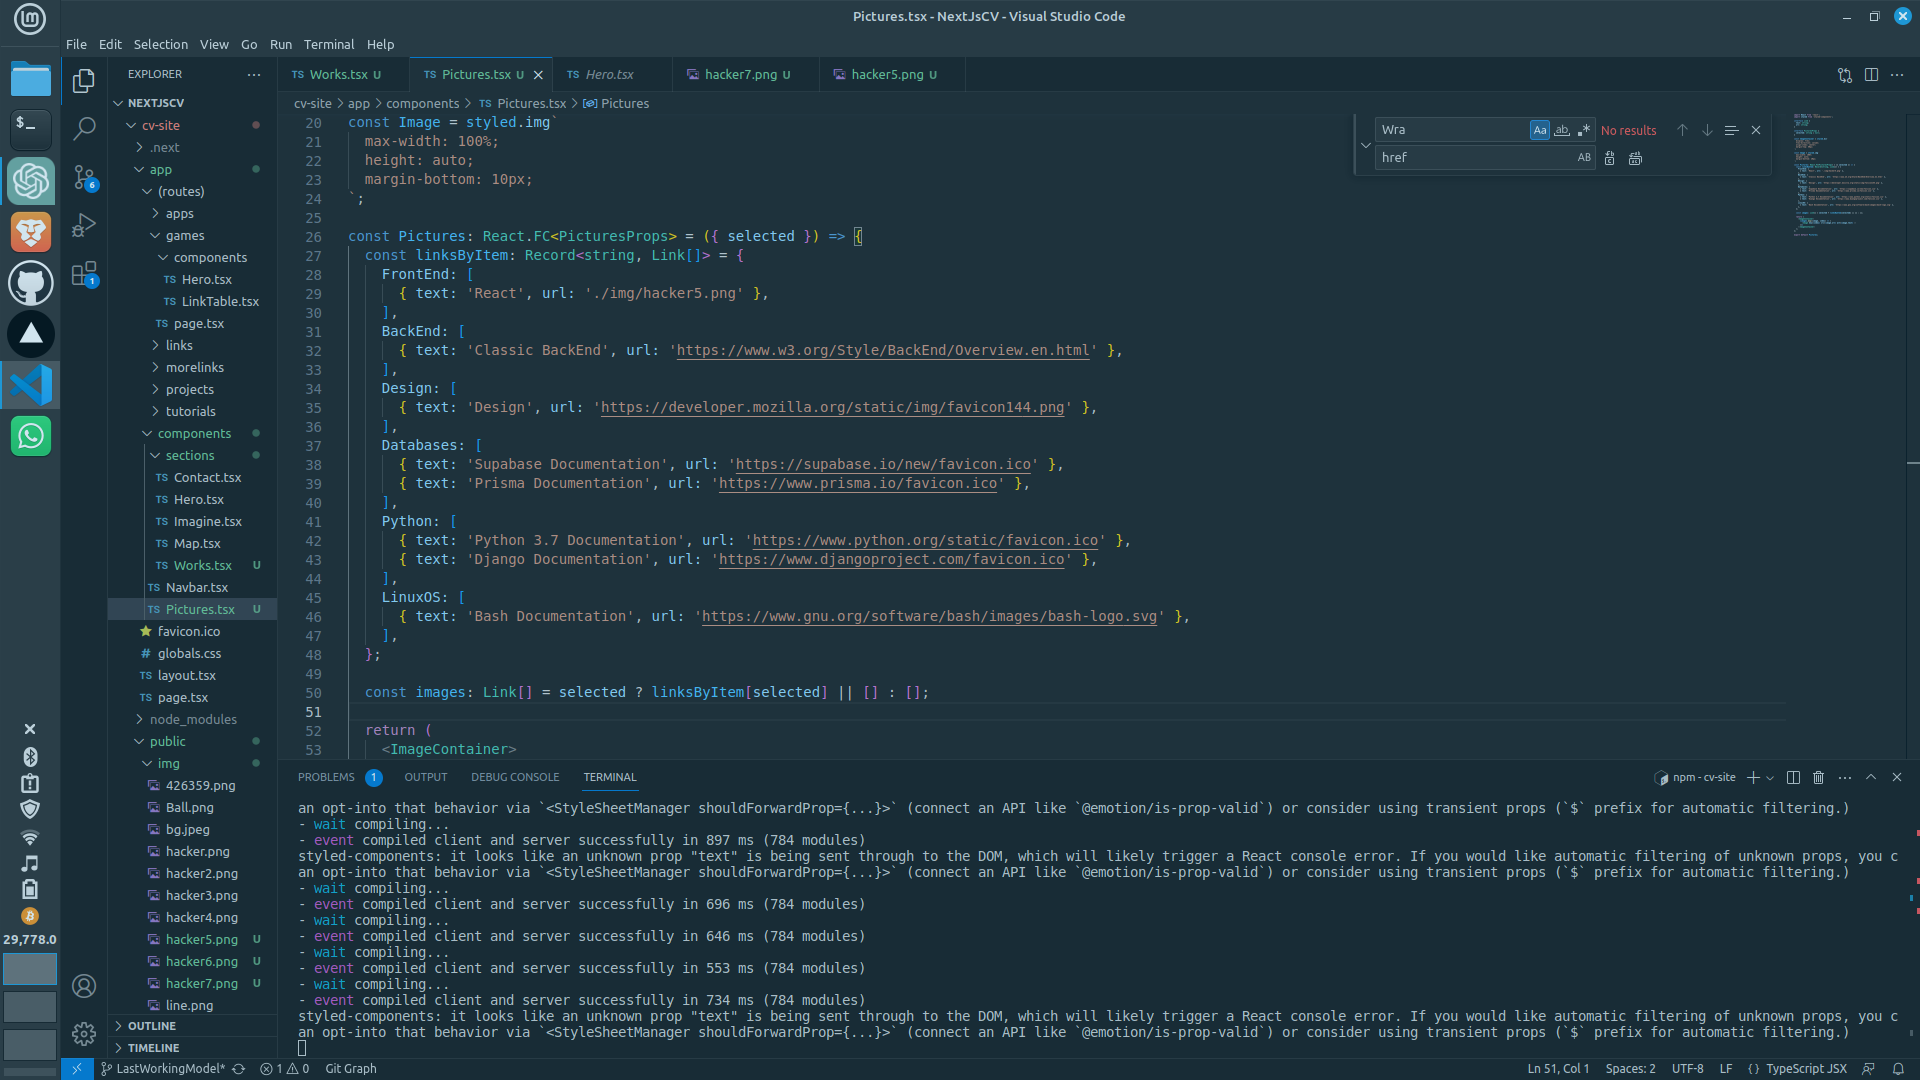 Pictures.tsx - NextJsCV - Visual Studio Code
File Edit Selection View Go Run Terminal Help
EXPLORER
NEXTJSCV
cv-site
.next
app
(routes)
apps
games
components
TS Hero.tsx
TS LinkTable.tsx
TS page.tsx
links
morelinks
projects
tutorials
components
sections
TS Contact.tsx
TS Hero.tsx
TS Imagine.tsx
TS Map.tsx
TS Works.tsx U
TS Navbar.tsx
TS Pictures.tsx U
favicon.ico
# globals.css
TS layout.tsx
TS page.tsx
node_modules
public
img
426359.png
Ball.png
bg.jpeg
hacker.png
hacker2.png
hacker3.png
hacker4.png
hacker5.png U
hacker6.png U
hacker7.png U
line.png
OUTLINE
TIMELINE
6
1
29,778.0
TS Works.tsx U TS Pictures.tsx U TS Hero.tsx hacker7.png U hacker5.png U
cv-site > app > components > TS Pictures.tsx > Pictures
Wra Aa ab .* No results
href AB
20 const Image = styled.img`
21 max-width: 100%;
22 height: auto;
23 margin-bottom: 10px;
24 `;
25
26 const Pictures: React.FC<PicturesProps> = ({ selected }) => {
27 const linksByItem: Record<string, Link[]> = {
28 FrontEnd: [
29 { text: 'React', url: './img/hacker5.png' },
30 ],
31 BackEnd: [
32 { text: 'Classic BackEnd', url: 'https://www.w3.org/Style/BackEnd/Overview.en.html' },
33 ],
34 Design: [
35 { text: 'Design', url: 'https://developer.mozilla.org/static/img/favicon144.png' },
36 ],
37 Databases: [
38 { text: 'Supabase Documentation', url: 'https://supabase.io/new/favicon.ico' },
39 { text: 'Prisma Documentation', url: 'https://www.prisma.io/favicon.ico' },
40 ],
41 Python: [
42 { text: 'Python 3.7 Documentation', url: 'https://www.python.org/static/favicon.ico' },
43 { text: 'Django Documentation', url: 'https://www.djangoproject.com/favicon.ico' },
44 ],
45 LinuxOS: [
46 { text: 'Bash Documentation', url: 'https://www.gnu.org/software/bash/images/bash-logo.svg' },
47 ],
48 };
49
50 const images: Link[] = selected ? linksByItem[selected] || [] : [];
51
52 return (
53 <ImageContainer>
PROBLEMS 1 OUTPUT DEBUG CONSOLE TERMINAL npm - cv-site
an opt-into that behavior via `<StyleSheetManager shouldForwardProp={...}>` (connect an API like `@emotion/is-prop-valid`) or consider using transient props (`$` prefix for automatic filtering.)
- wait compiling...
- event compiled client and server successfully in 897 ms (784 modules)
styled-components: it looks like an unknown prop "text" is being sent through to the DOM, which will likely trigger a React console error. If you would like automatic filtering of unknown props, you c
an opt-into that behavior via `<StyleSheetManager shouldForwardProp={...}>` (connect an API like `@emotion/is-prop-valid`) or consider using transient props (`$` prefix for automatic filtering.)
- wait compiling...
- event compiled client and server successfully in 696 ms (784 modules)
- wait compiling...
- event compiled client and server successfully in 646 ms (784 modules)
- wait compiling...
- event compiled client and server successfully in 553 ms (784 modules)
- wait compiling...
- event compiled client and server successfully in 734 ms (784 modules)
styled-components: it looks like an unknown prop "text" is being sent through to the DOM, which will likely trigger a React console error. If you would like automatic filtering of unknown props, you c
an opt-into that behavior via `<StyleSheetManager shouldForwardProp={...}>` (connect an API like `@emotion/is-prop-valid`) or consider using transient props (`$` prefix for automatic filtering.)
LastWorkingModel* 1 0 Git Graph Ln 51, Col 1 Spaces: 2 UTF-8 LF {} TypeScript JSX